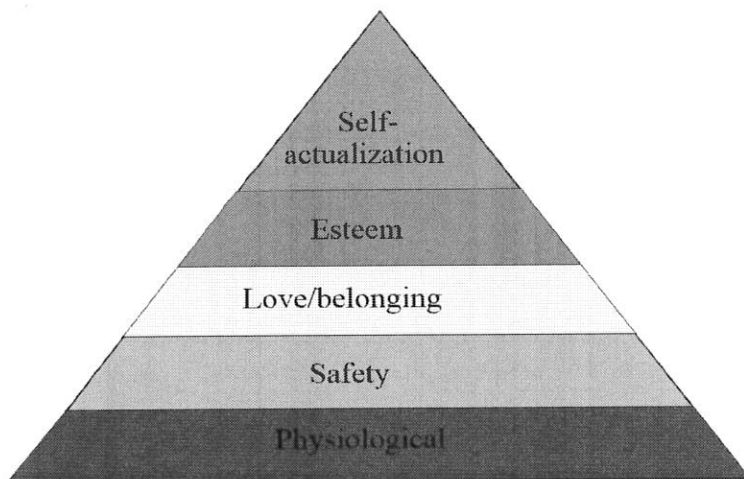 Self-
actualization
Esteem
Love/belonging
Safety
Physiological